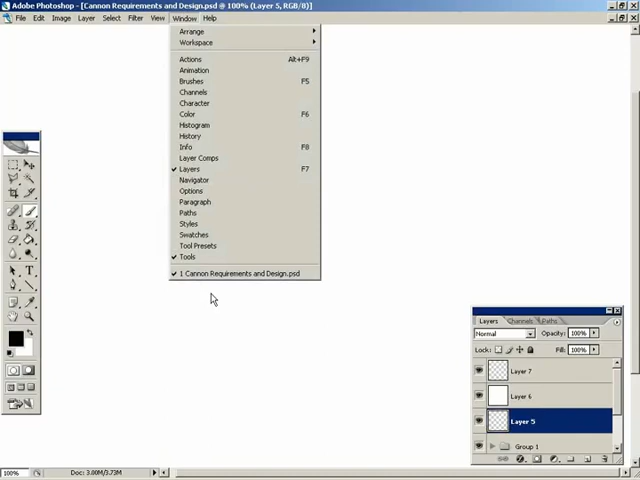 Adobe Photoshop - [Cannon Requirements and Design.psd @ 100% (Layer 5, RGB/8)]
File Edit Image Layer Select Filter View Window Help
Arrange
Workspace
Actions Alt+F9
Animation
Brushes F5
Channels
Character
Color F6
Histogram
History
Info F8
Layer Comps
Layers F7
Navigator
Options
Paragraph
Paths
Styles
Swatches
Tool Presets
Tools
1 Cannon Requirements and Design.psd
Layers Channels Paths
Normal Opacity: 100%
Lock: Fill: 100%
Layer 7
Layer 6
Layer 5
Group 1
100% Doc: 3.00M/3.73M